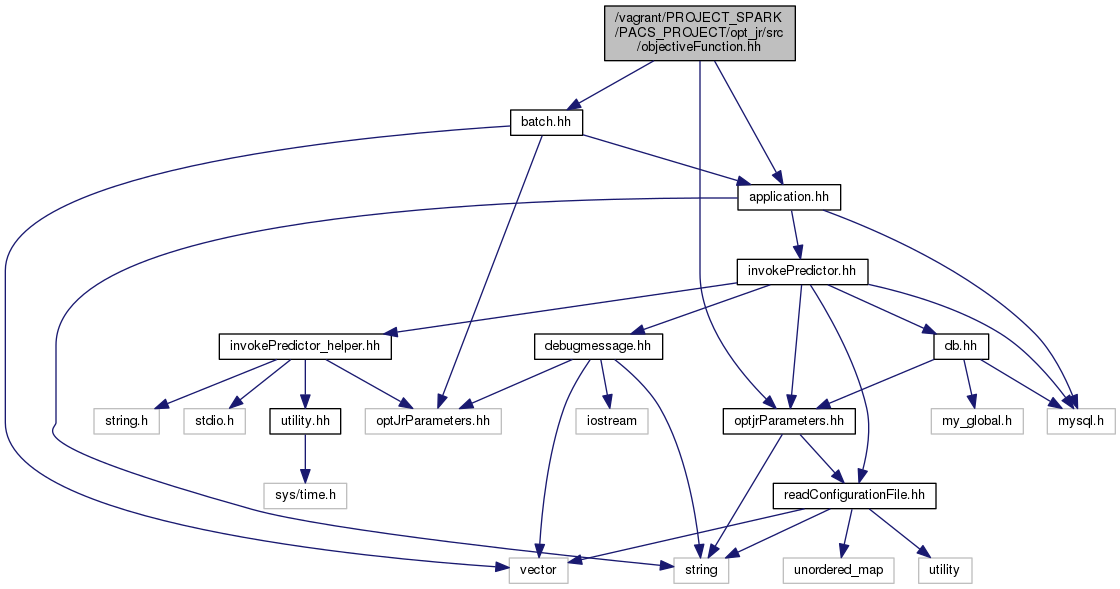 /vagrant/PROJECT_SPARK
/PACS_PROJECT/opt_jr/src
/objectiveFunction.hh
batch.hh
application.hh
invokePredictor.hh
invokePredictor_helper.hh
debugmessage.hh
db.hh
string.h
stdio.h
utility.hh
optJrParameters.hh
iostream
optjrParameters.hh
my_global.h
mysql.h
sys/time.h
readConfigurationFile.hh
vector
string
unordered_map
utility